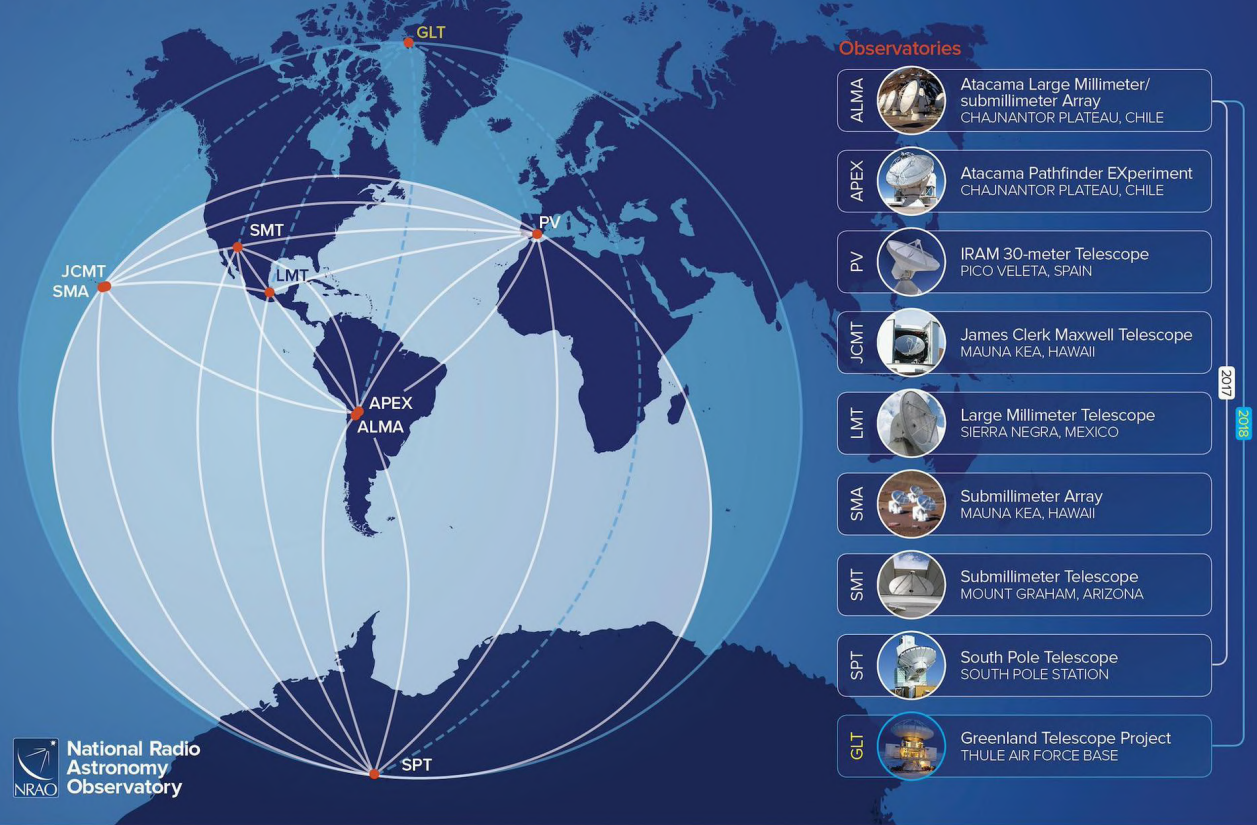 GLT
SMT
PV
JCMT
SMA
LMT
APEX
ALMA
SPT
NRAO
National Radio
Astronomy
Observatory
Observatories
ALMA
Atacama Large Millimeter/
submillimeter Array
CHAJNANTOR PLATEAU, CHILE
APEX
Atacama Pathfinder EXperiment
CHAJNANTOR PLATEAU, CHILE
PV
IRAM 30-meter Telescope
PICO VELETA, SPAIN
JCMT
James Clerk Maxwell Telescope
MAUNA KEA, HAWAII
LMT
Large Millimeter Telescope
SIERRA NEGRA, MEXICO
SMA
Submillimeter Array
MAUNA KEA, HAWAII
SMT
Submillimeter Telescope
MOUNT GRAHAM, ARIZONA
SPT
South Pole Telescope
SOUTH POLE STATION
GLT
Greenland Telescope Project
THULE AIR FORCE BASE
2017
2018